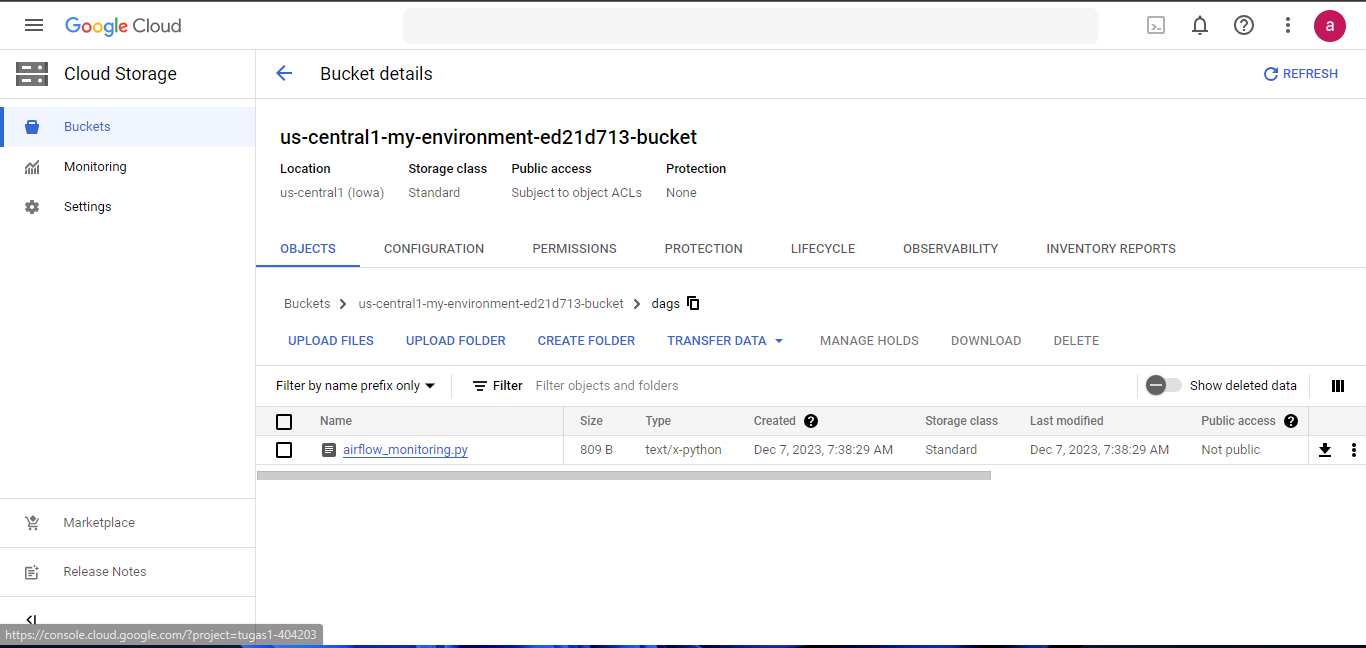 Google Cloud
a
Cloud Storage
Bucket details
REFRESH
Buckets
Monitoring
Settings
us-central1-my-environment-ed21d713-bucket
Location Storage class Public access Protection
us-central1 (Iowa) Standard Subject to object ACLs None
OBJECTS CONFIGURATION PERMISSIONS PROTECTION LIFECYCLE OBSERVABILITY INVENTORY REPORTS
Buckets us-central1-my-environment-ed21d713-bucket dags
UPLOAD FILES UPLOAD FOLDER CREATE FOLDER TRANSFER DATA MANAGE HOLDS DOWNLOAD DELETE
Filter by name prefix only Filter Filter objects and folders Show deleted data
Name Size Type Created Storage class Last modified Public access
airflow_monitoring.py 809 B text/x-python Dec 7, 2023, 7:38:29 AM Standard Dec 7, 2023, 7:38:29 AM Not public
Marketplace
Release Notes
https://console.cloud.google.com/?project=tugas1-404203